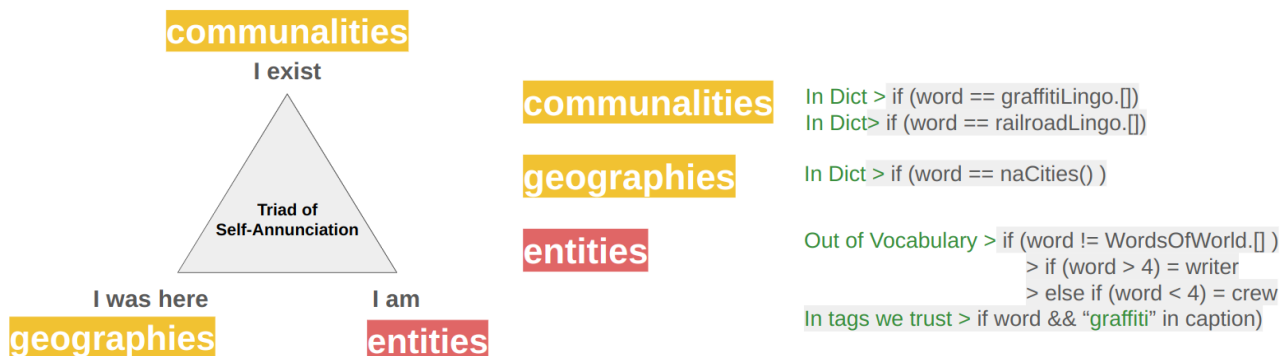 communalities
I exist
Triad of
Self-Annunciation
I was here
I am
geographies
entities
communalities
In Dict > if (word == graffitiLingo.[])
In Dict> if (word == railroadLingo.[])
geographies
In Dict > if (word == naCities() )
entities
Out of Vocabulary > if (word != WordsOfWorld.[] )
> if (word > 4) = writer
> else if (word < 4) = crew
In tags we trust > if word && “graffiti” in caption)